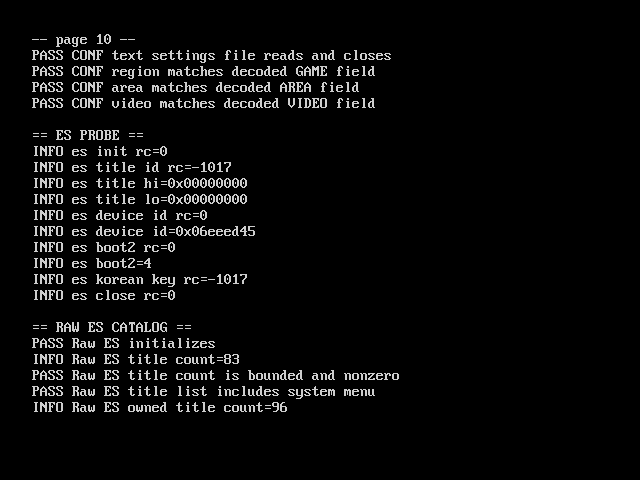 -- page 10 --
PASS CONF text settings file reads and closes
PASS CONF region matches decoded GAME field
PASS CONF area matches decoded AREA field
PASS CONF video matches decoded VIDEO field
== ES PROBE ==
INFO es init rc=0
INFO es title id rc=-1017
INFO es title hi=0x00000000
INFO es title lo=0x00000000
INFO es device id rc=0
INFO es device id=0x06eeed45
INFO es boot2 rc=0
INFO es boot2=4
INFO es korean key rc=-1017
INFO es close rc=0
== RAW ES CATALOG ==
PASS Raw ES initializes
INFO Raw ES title count=83
PASS Raw ES title count is bounded and nonzero
PASS Raw ES title list includes system menu
INFO Raw ES owned title count=96